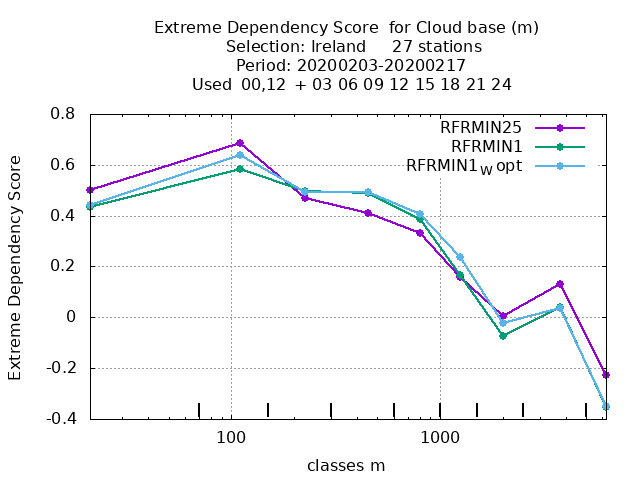 Extreme Dependency Score  for Cloud base (m)
Selection: Ireland     27 stations
Period: 20200203-20200217
Used  00,12  + 03 06 09 12 15 18 21 24
Extreme Dependency Score
0.8
0.6
0.4
0.2
0
-0.2
-0.4
RFRMIN25
RFRMIN1
RFRMIN1W opt
100
1000
classes m